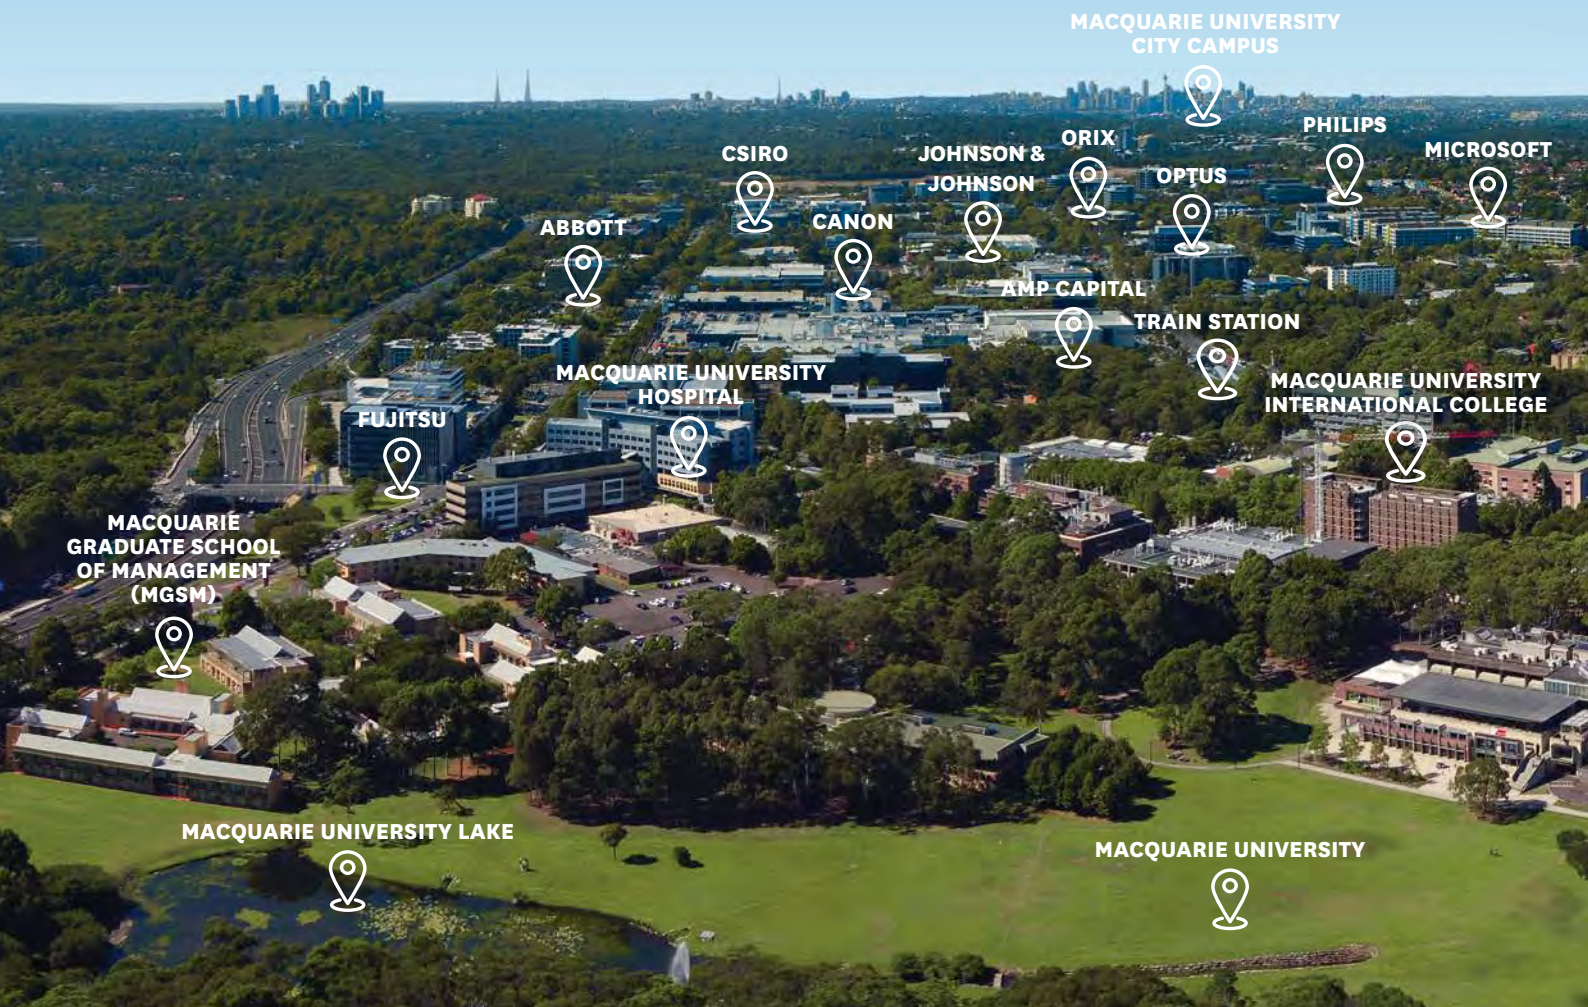 MACQUARIE UNIVERSITY
CITY CAMPUS
PHILIPS
ORIX
MICROSOFT
CSIRO
JOHNSON &
JOHNSON
OPTUS
CANON
ABBOTT
AMP CAPITAL
TRAIN STATION
MACQUARIE UNIVERSITY
HOSPITAL
MACQUARIE UNIVERSITY
INTERNATIONAL COLLEGE
FUJITSU
MACQUARIE
GRADUATE SCHOOL
OF MANAGEMENT
(MGSM)
MACQUARIE UNIVERSITY LAKE
MACQUARIE UNIVERSITY